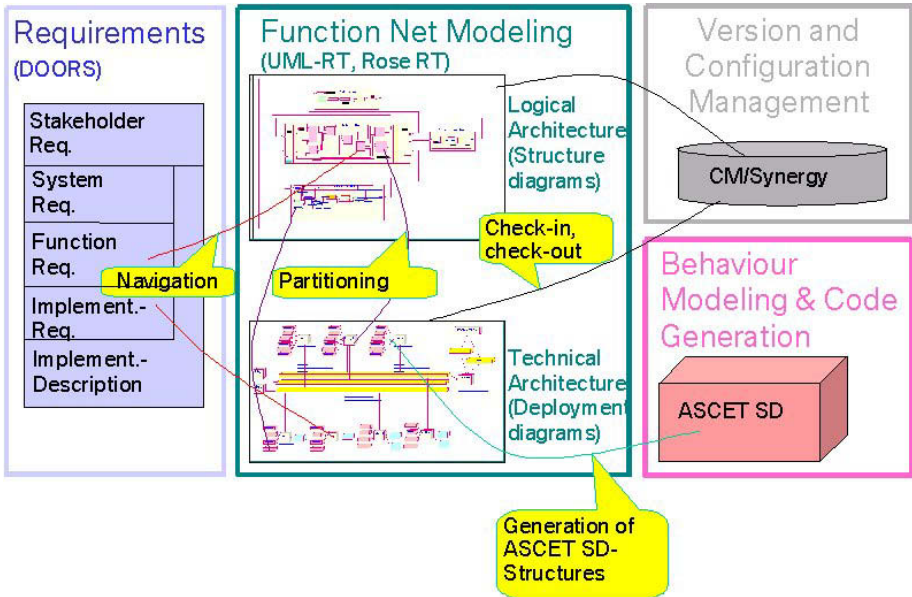 Requirements
(DOORS)
Stakeholder
Req.
System
Req.
Function
Req.
Implement.-
Req.
Implement.-
Description
Navigation
Function Net Modeling
(UML-RT, Rose RT)
Logical
Architecture
(Structure
diagrams)
Partitioning
Check-in,
check-out
Technical
Architecture
(Deployment
diagrams)
Generation of
ASCET SD-
Structures
Version and
Configuration
Management
CM/Synergy
Behaviour
Modeling & Code
Generation
ASCET SD